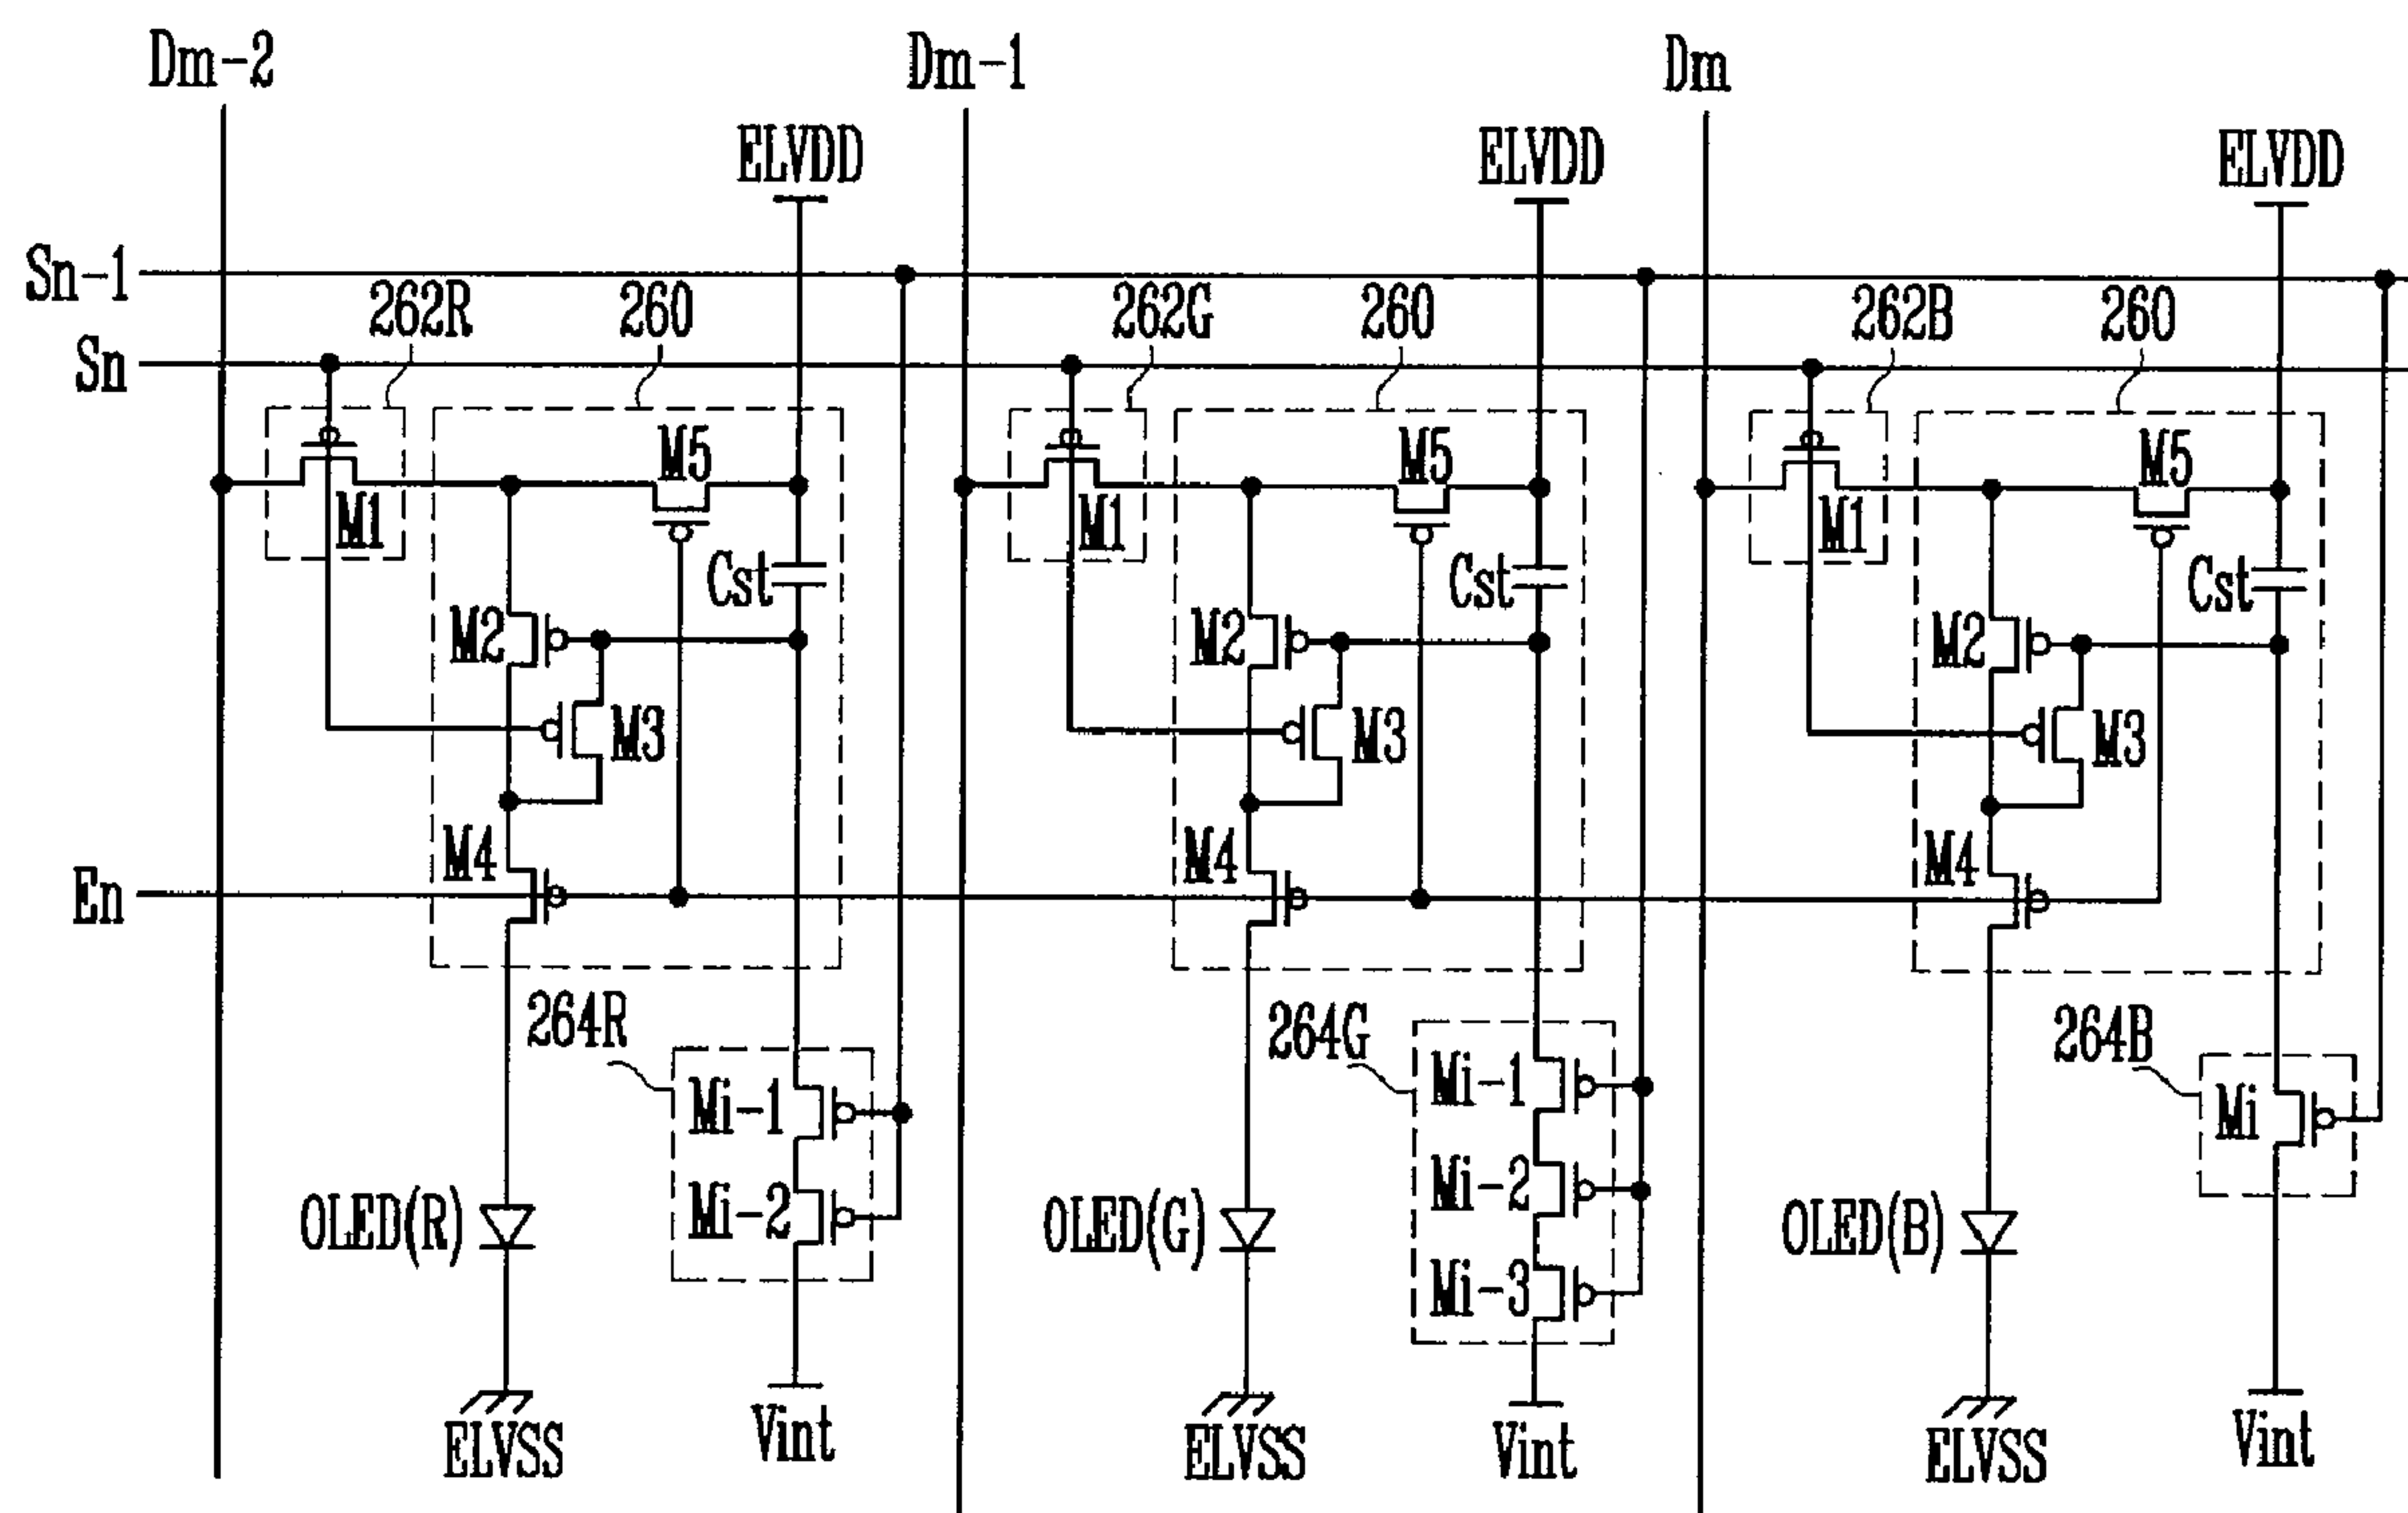 Dm-2 Dm-1 Dm
ELVDD ELVDD ELVDD
Sn-1
262R 260 262G 260 262B 260
Sn
M5 M5 M5
M1 M1 M1
Cst Cst Cst
M2 M2 M2
M3 M3 M3
M4 M4 M4
En
264R 264G 264B
Mi-1 Mi-1 Mi
Mi-2 Mi-2
OLED(R) OLED(G) OLED(B)
Mi-3
ELVSS Vint ELVSS Vint ELVSS Vint